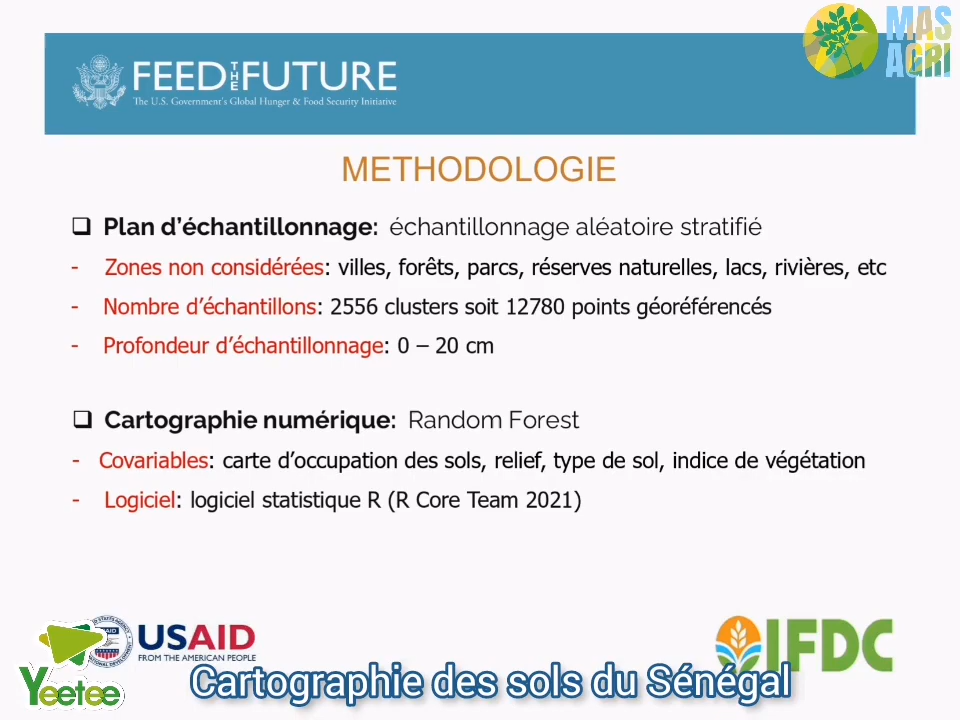 MAS
AGRI
FEED THE FUTURE
The U.S. Government's Global Hunger & Food Security Initiative
METHODOLOGIE
❑ Plan d'échantillonnage: échantillonnage aléatoire stratifié
- Zones non considérées: villes, forêts, parcs, réserves naturelles, lacs, rivières, etc
- Nombre d'échantillons: 2556 clusters soit 12780 points géoréférencés
- Profondeur d'échantillonnage: 0 – 20 cm
❑ Cartographie numérique: Random Forest
- Covariables: carte d'occupation des sols, relief, type de sol, indice de végétation
- Logiciel: logiciel statistique R (R Core Team 2021)
USAID
FROM THE AMERICAN PEOPLE
IFDC
Yeetee
Cartographie des sols du Sénégal